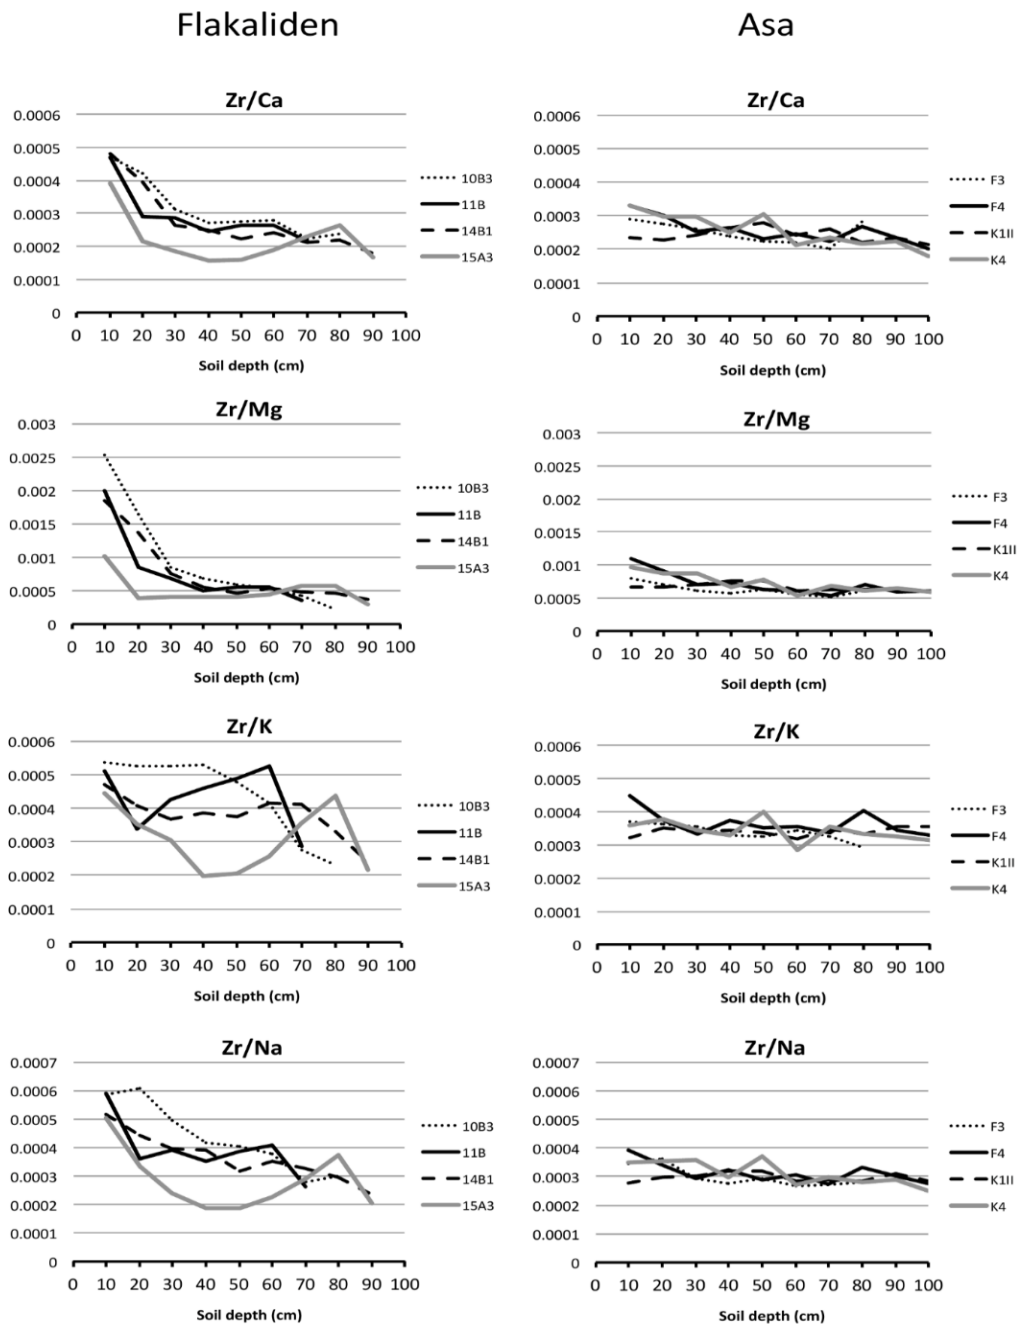 Flakaliden
Asa
Zr/Ca
0.0006
0.0005
0.0004
0.0003
0.0002
0.0001
0
0 10 20 30 40 50 60 70 80 90 100
Soil depth (cm)
10B3
11B
14B1
15A3
Zr/Ca
0.0006
0.0005
0.0004
0.0003
0.0002
0.0001
0
0 10 20 30 40 50 60 70 80 90 100
Soil depth (cm)
F3
F4
K1II
K4
Zr/Mg
0.003
0.0025
0.002
0.0015
0.001
0.0005
0
0 10 20 30 40 50 60 70 80 90 100
Soil depth (cm)
10B3
11B
14B1
15A3
Zr/Mg
0.003
0.0025
0.002
0.0015
0.001
0.0005
0
0 10 20 30 40 50 60 70 80 90 100
Soil depth (cm)
F3
F4
K1II
K4
Zr/K
0.0006
0.0005
0.0004
0.0003
0.0002
0.0001
0
0 10 20 30 40 50 60 70 80 90 100
Soil depth (cm)
10B3
11B
14B1
15A3
Zr/K
0.0006
0.0005
0.0004
0.0003
0.0002
0.0001
0
0 10 20 30 40 50 60 70 80 90 100
Soil depth (cm)
F3
F4
K1II
K4
Zr/Na
0.0007
0.0006
0.0005
0.0004
0.0003
0.0002
0.0001
0
0 10 20 30 40 50 60 70 80 90 100
Soil depth (cm)
10B3
11B
14B1
15A3
Zr/Na
0.0007
0.0006
0.0005
0.0004
0.0003
0.0002
0.0001
0
0 10 20 30 40 50 60 70 80 90 100
Soil depth (cm)
F3
F4
K1II
K4